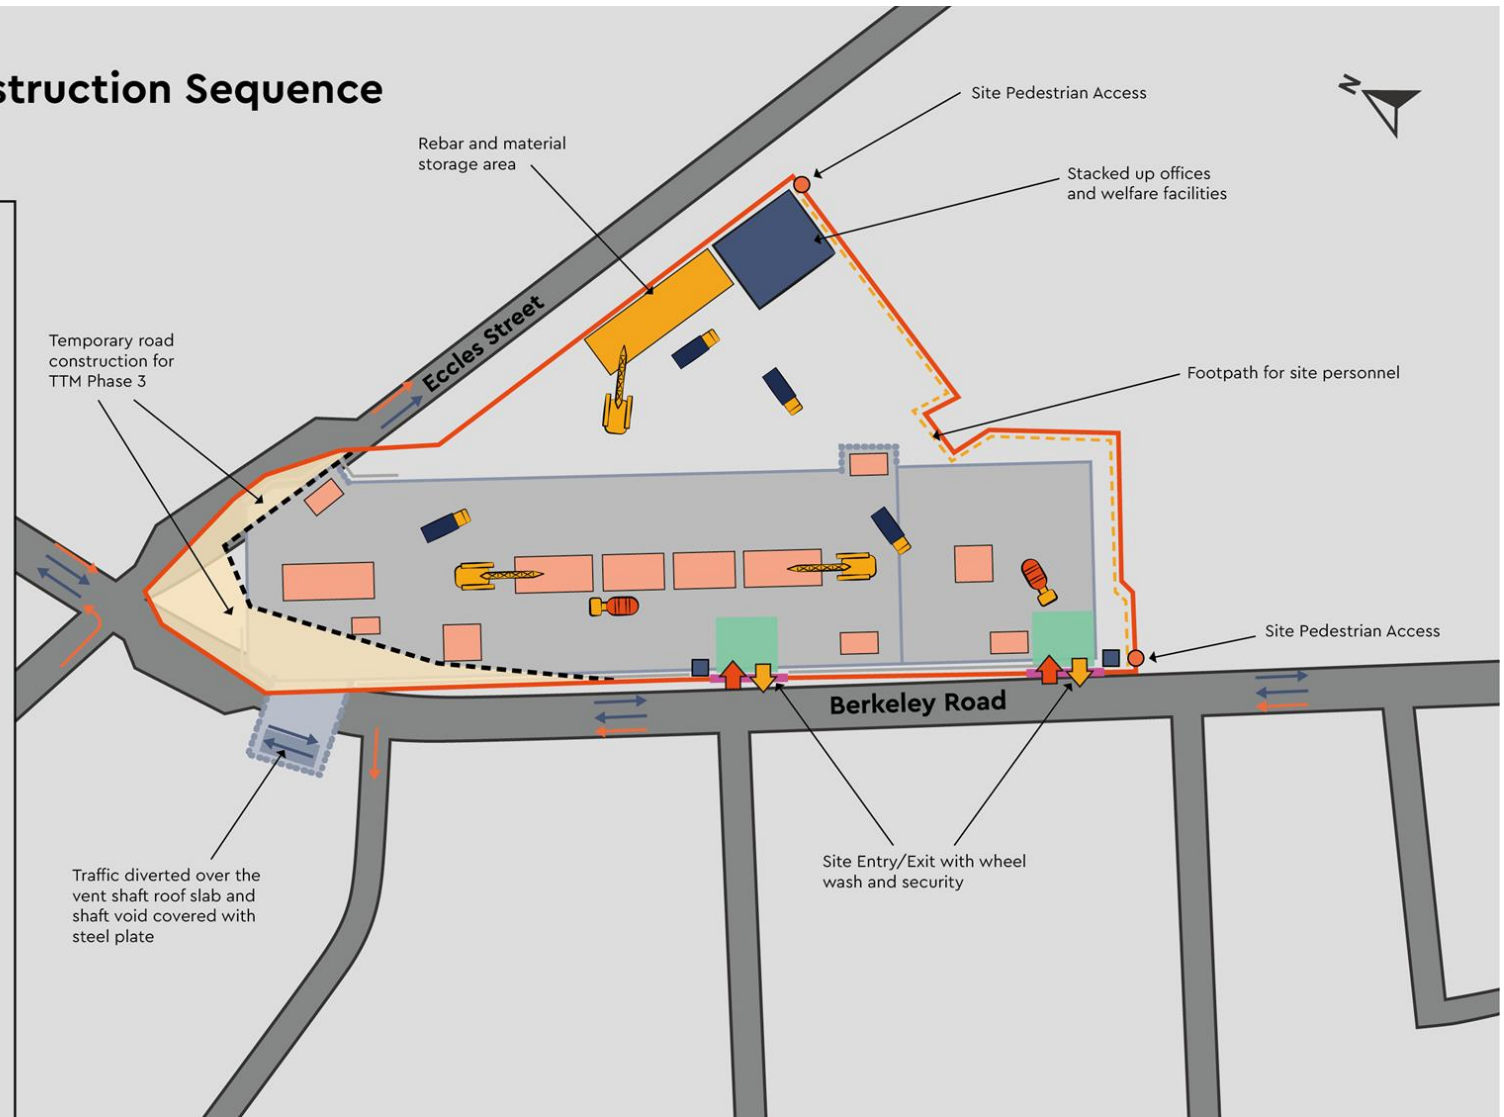 struction Sequence
Site Pedestrian Access
N
Rebar and material
storage area
Stacked up offices
and welfare facilities
Eccles Street
Temporary road
construction for
TTM Phase 3
Footpath for site personnel
Site Pedestrian Access
Berkeley Road
Traffic diverted over the
vent shaft roof slab and
shaft void covered with
steel plate
Site Entry/Exit with wheel
wash and security